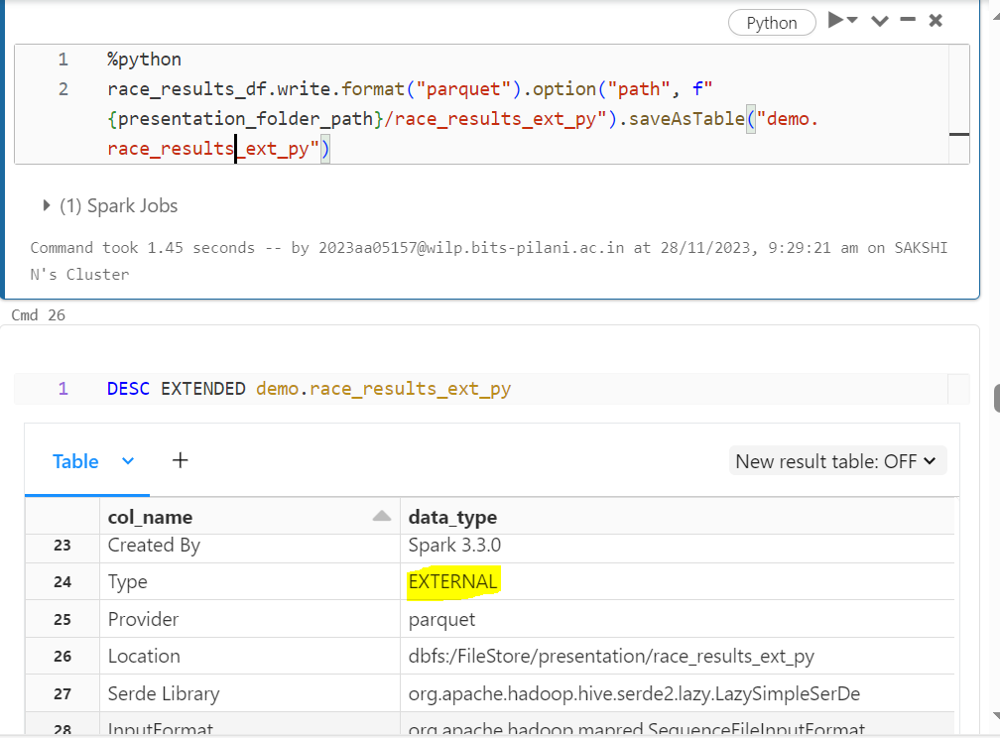 Python
1 %python
2 race_results_df.write.format("parquet").option("path", f"
{presentation_folder_path}/race_results_ext_py").saveAsTable("demo.
race_results_ext_py")
(1) Spark Jobs
Command took 1.45 seconds -- by 2023aa05157@wilp.bits-pilani.ac.in at 28/11/2023, 9:29:21 am on SAKSHI
N's Cluster
Cmd 26
1 DESC EXTENDED demo.race_results_ext_py
Table + New result table: OFF
col_name data_type
23 Created By Spark 3.3.0
24 Type EXTERNAL
25 Provider parquet
26 Location dbfs:/FileStore/presentation/race_results_ext_py
27 Serde Library org.apache.hadoop.hive.serde2.lazy.LazySimpleSerDe
28 InputFormat org.apache.hadoop.mapred.SequenceFileInputFormat